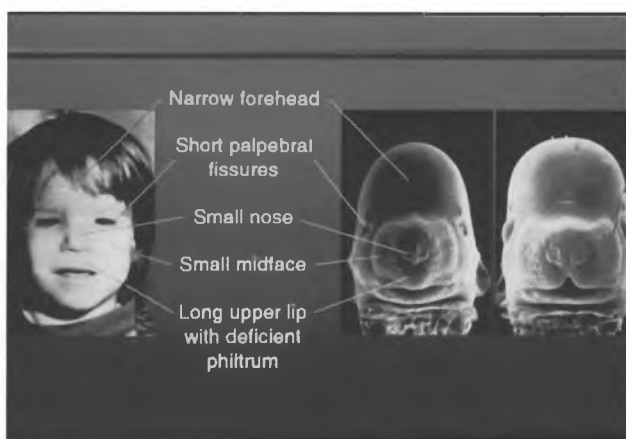 Narrow forehead
Short palpebral
fissures
Small nose
Small midface
Long upper lip
with deficient
philtrum